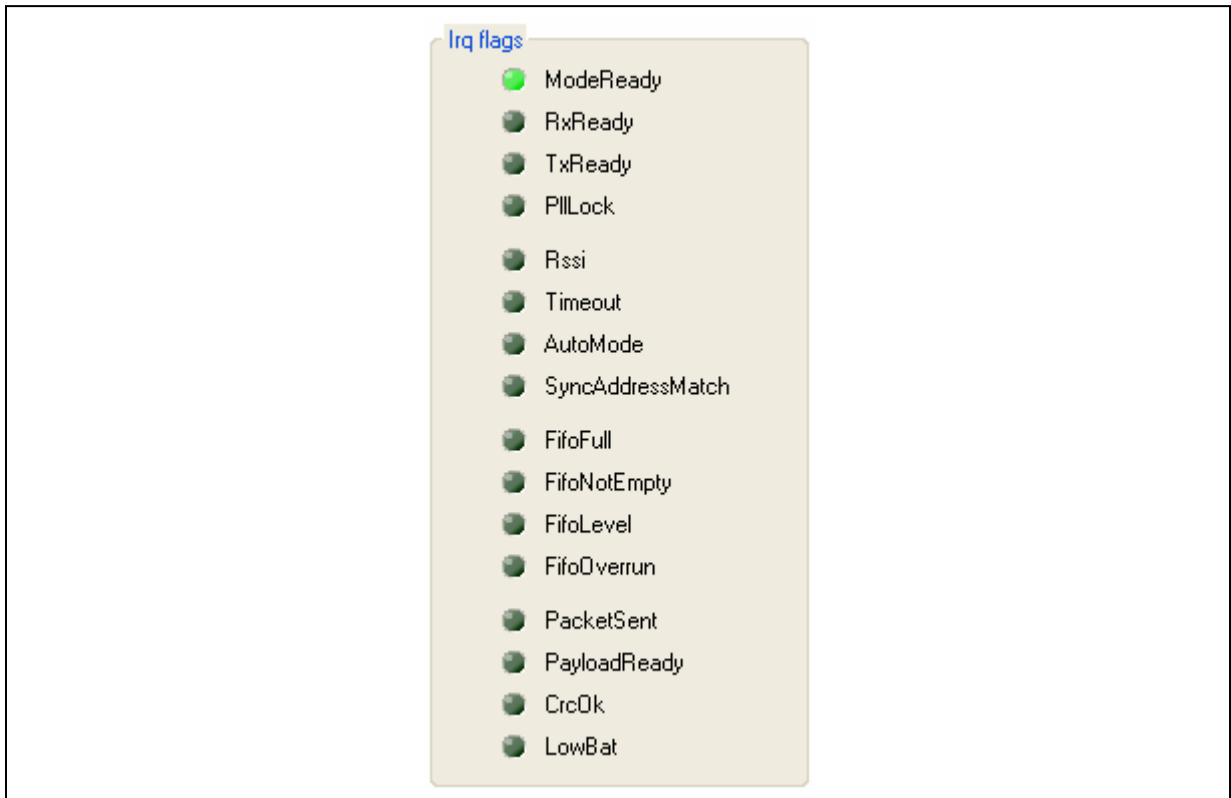 Irq flags
ModeReady
RxReady
TxReady
PllLock
Rssi
Timeout
AutoMode
SyncAddressMatch
FifoFull
FifoNotEmpty
FifoLevel
FifoOverrun
PacketSent
PayloadReady
CrcOk
LowBat